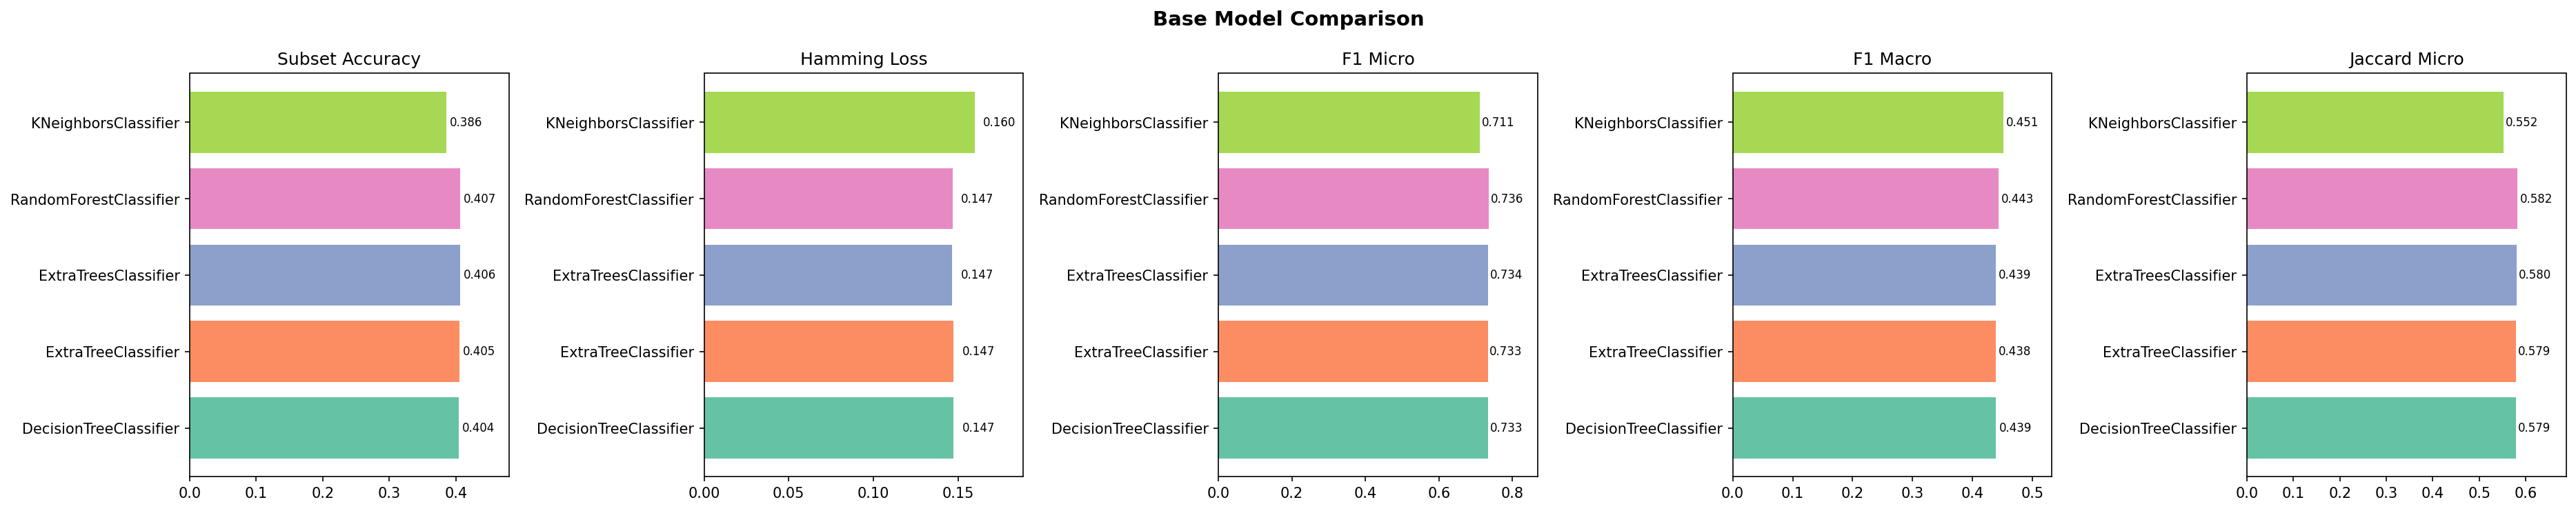 Base Model Comparison
Subset Accuracy
KNeighborsClassifier 0.386
RandomForestClassifier 0.407
ExtraTreesClassifier 0.406
ExtraTreeClassifier 0.405
DecisionTreeClassifier 0.404
0.0 0.1 0.2 0.3 0.4
Hamming Loss
KNeighborsClassifier 0.160
RandomForestClassifier 0.147
ExtraTreesClassifier 0.147
ExtraTreeClassifier 0.147
DecisionTreeClassifier 0.147
0.00 0.05 0.10 0.15
F1 Micro
KNeighborsClassifier 0.711
RandomForestClassifier 0.736
ExtraTreesClassifier 0.734
ExtraTreeClassifier 0.733
DecisionTreeClassifier 0.733
0.0 0.2 0.4 0.6 0.8
F1 Macro
KNeighborsClassifier 0.451
RandomForestClassifier 0.443
ExtraTreesClassifier 0.439
ExtraTreeClassifier 0.438
DecisionTreeClassifier 0.439
0.0 0.1 0.2 0.3 0.4 0.5
Jaccard Micro
KNeighborsClassifier 0.552
RandomForestClassifier 0.582
ExtraTreesClassifier 0.580
ExtraTreeClassifier 0.579
DecisionTreeClassifier 0.579
0.0 0.1 0.2 0.3 0.4 0.5 0.6